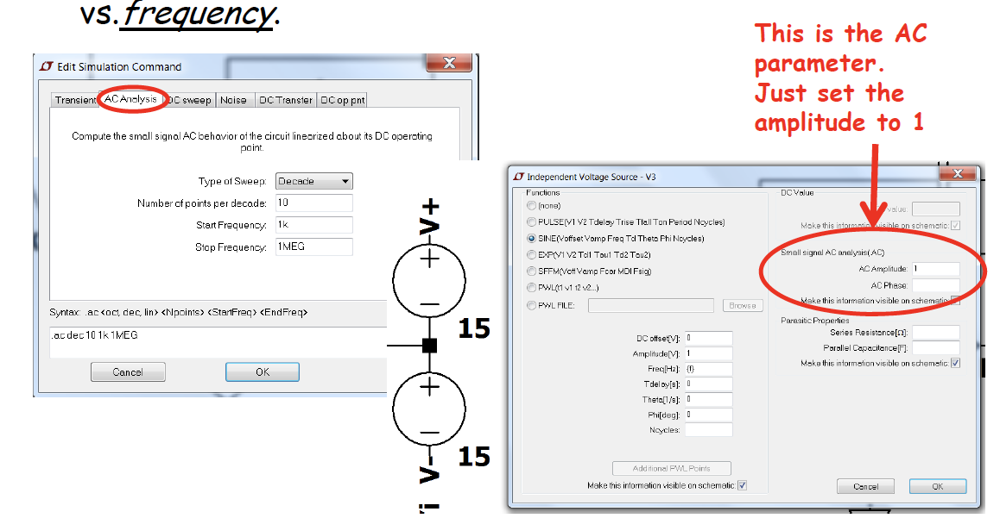 vs. frequency.
This is the AC
parameter.
Just set the
amplitude to 1
Edit Simulation Command
Transient AC Analysis DC sweep Noise DC Transfer DC op pnt
Compute the small signal AC behavior of the circuit linearized about its DC operating
point.
Type of Sweep: Decade
Number of points per decade: 10
Start Frequency: 1k
Stop Frequency: 1MEG
Syntax: .ac <oct, dec, lin> <Npoints> <StartFreq> <EndFreq>
.ac dec 10 1k 1MEG
Cancel OK
V+
15
15
V-
Independent Voltage Source - V3
Functions
(none)
PULSE(V1 V2 Tdelay Trise Tfall Ton Period Ncycles)
SINE(Voffset Vamp Freq Td Theta Phi Ncycles)
EXP(V1 V2 Td1 Tau1 Td2 Tau2)
SFFM(Voff Vamp Fcar MDI Fsig)
PWL(t1 v1 t2 v2...)
PWL FILE: Browse
DC offset[V]: 0
Amplitude[V]: 1
Freq[Hz]: {f}
Tdelay[s]: 0
Theta[1/s]: 0
Phi[deg]: 0
Ncycles:
Additional PWL Points
Make this information visible on schematic:
DC Value
value:
Make this information visible on schematic:
Small signal AC analysis(.AC)
AC Amplitude: 1
AC Phase:
Make this information visible on schematic:
Parasitic Properties
Series Resistance[Ω]:
Parallel Capacitance[F]:
Make this information visible on schematic:
Cancel OK